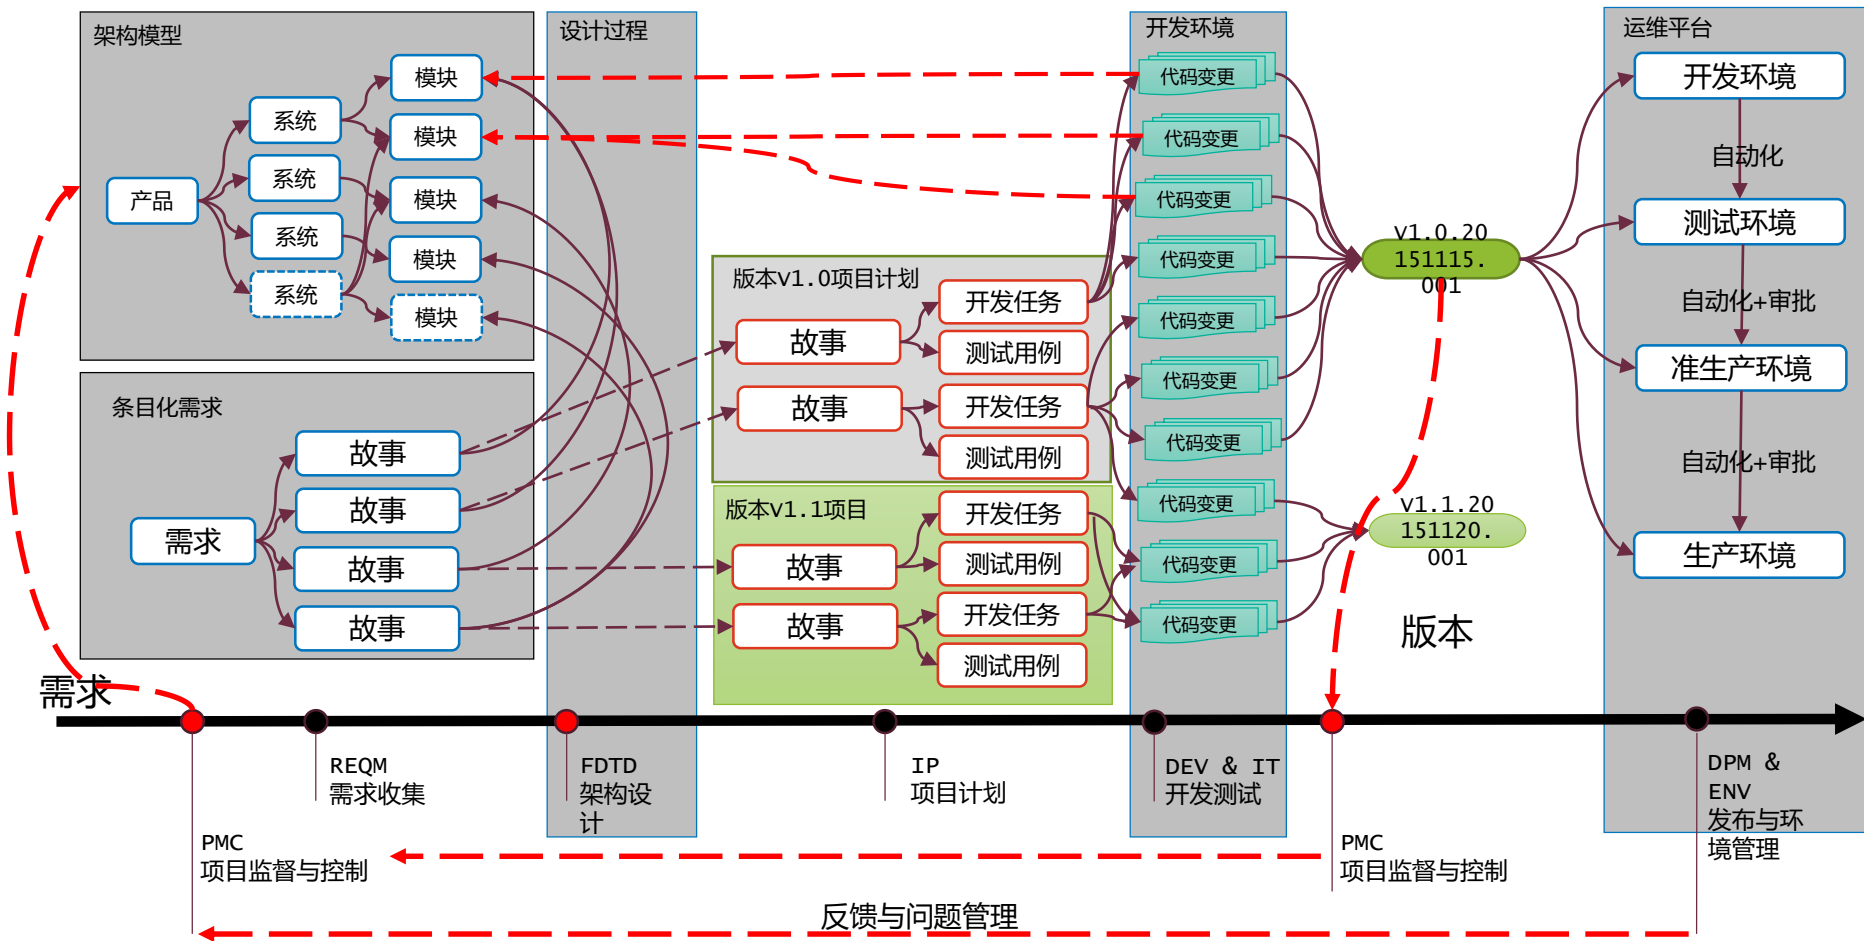 架构模型
产品
系统
系统
系统
系统
模块
模块
模块
模块
模块
条目化需求
需求
故事
故事
故事
故事
设计过程
版本v1.0项目计划
故事
开发任务
测试用例
故事
开发任务
测试用例
版本v1.1项目
故事
开发任务
测试用例
故事
开发任务
测试用例
开发环境
代码变更
代码变更
代码变更
代码变更
代码变更
代码变更
代码变更
代码变更
代码变更
代码变更
v1.0.20
151115.
001
v1.1.20
151120.
001
版本
运维平台
开发环境
自动化
测试环境
自动化+审批
准生产环境
自动化+审批
生产环境
需求
PMC
项目监督与控制
REQM
需求收集
FDTD
架构设
计
IP
项目计划
DEV & IT
开发测试
PMC
项目监督与控制
DPM &
ENV
发布与环
境管理
反馈与问题管理